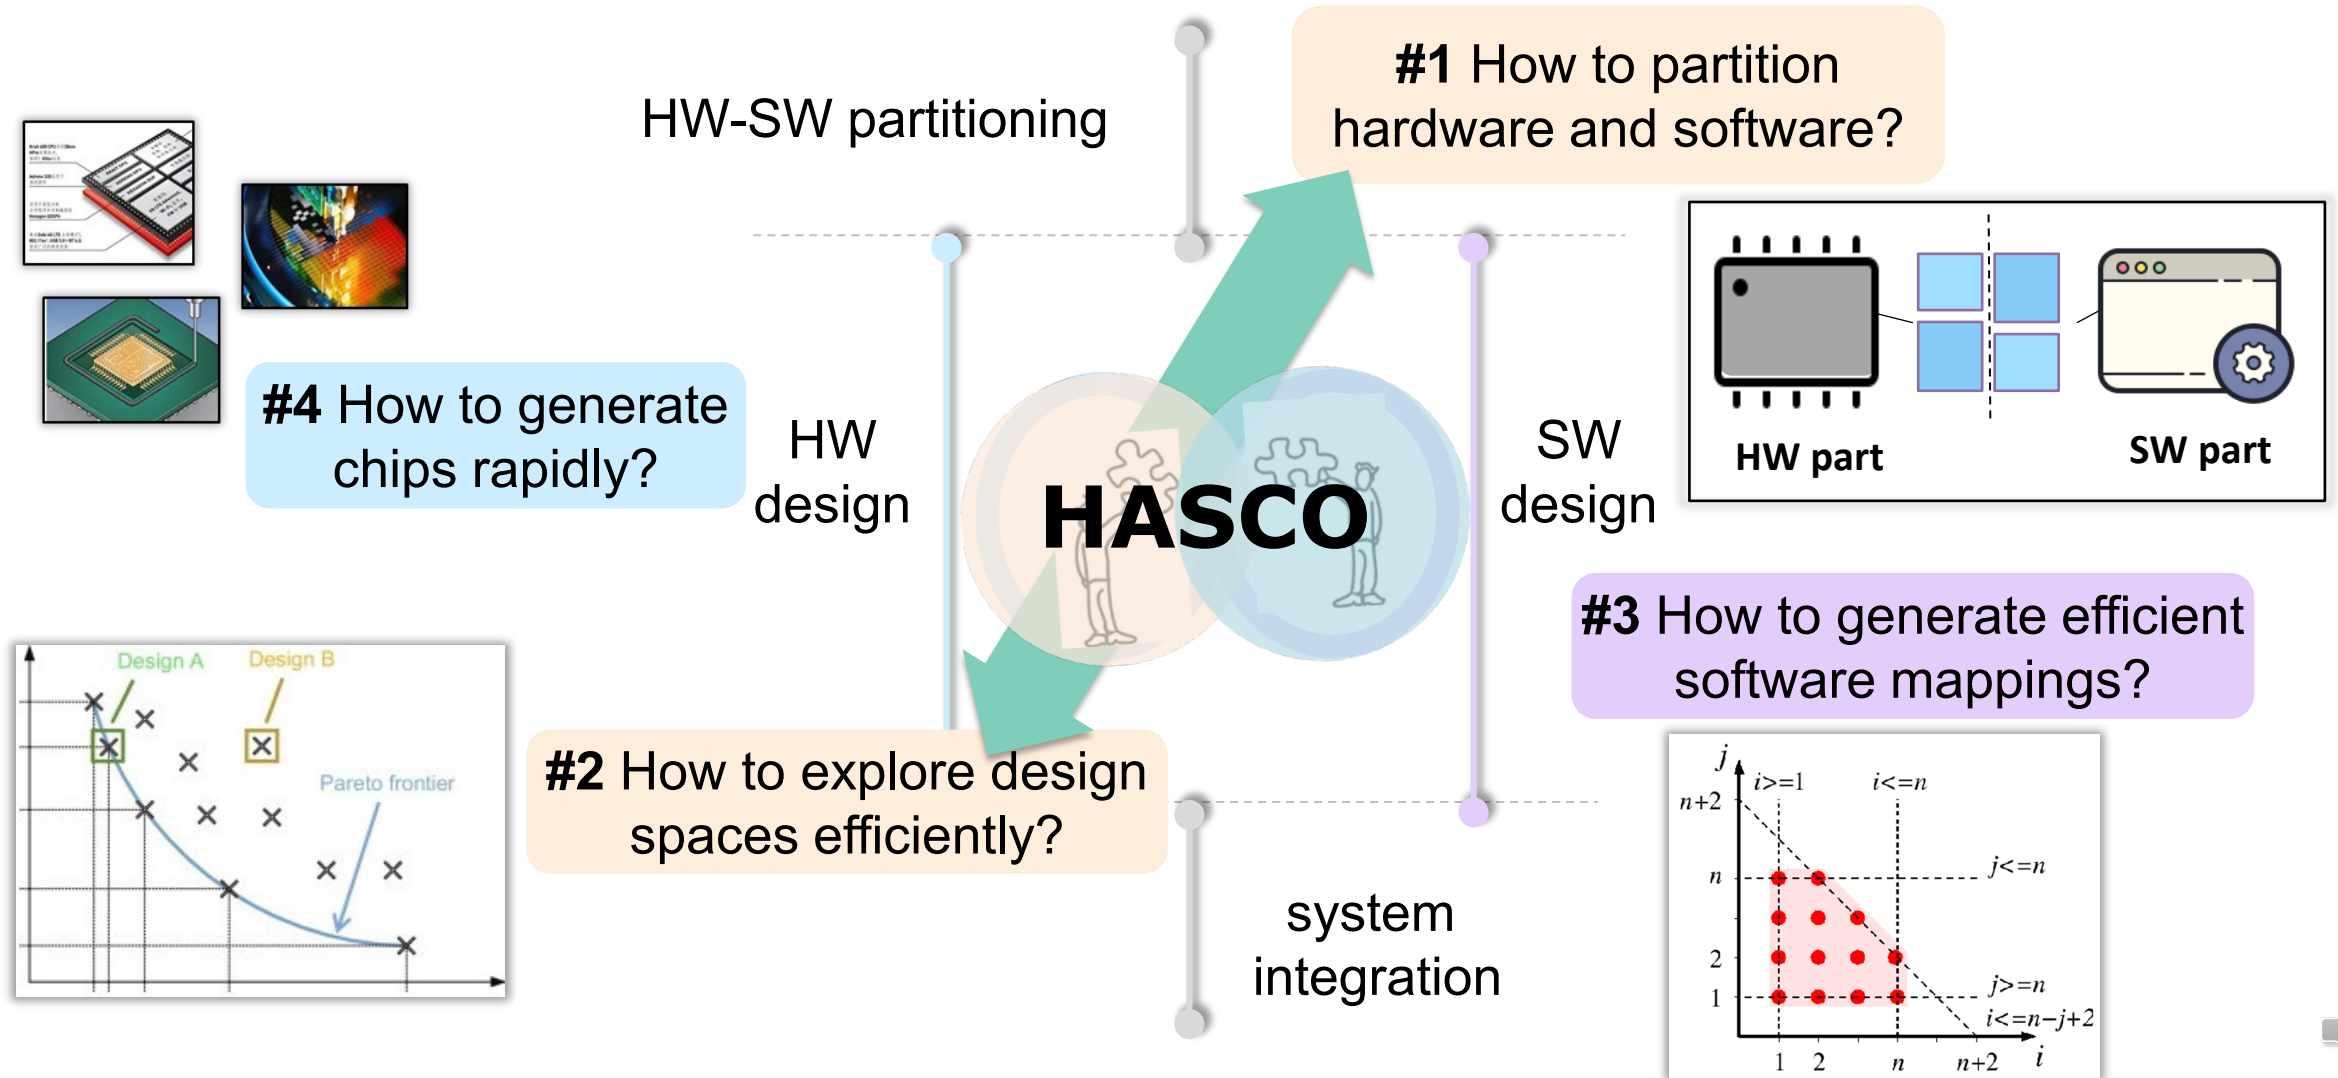 HW-SW partitioning
#1 How to partition
hardware and software?
HW part
SW part
#4 How to generate
chips rapidly?
HW
design
HASCO
SW
design
#3 How to generate efficient
software mappings?
Design A
Design B
Pareto frontier
#2 How to explore design
spaces efficiently?
system
integration
j
i>=1
i<=n
n+2
j<=n
n
2
j>=n
1
i<=n-j+2
1
2
n
n+2
i